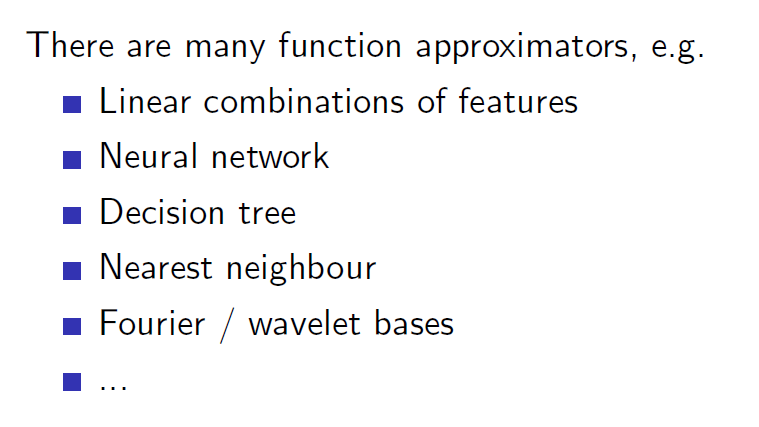 There are many function approximators, e.g.
Linear combinations of features
Neural network
Decision tree
Nearest neighbour
Fourier / wavelet bases
...